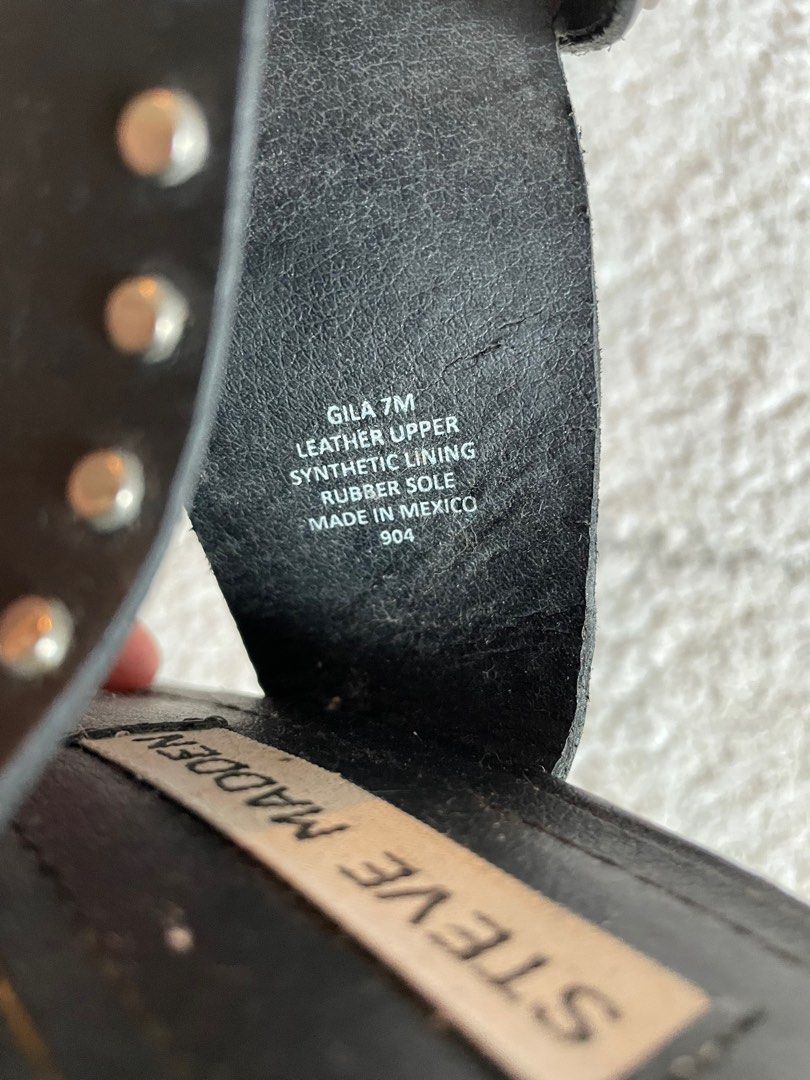 GILA 7M
LEATHER UPPER
SYNTHETIC LINING
RUBBER SOLE
MADE IN MEXICO
904
STEVE MADDEN